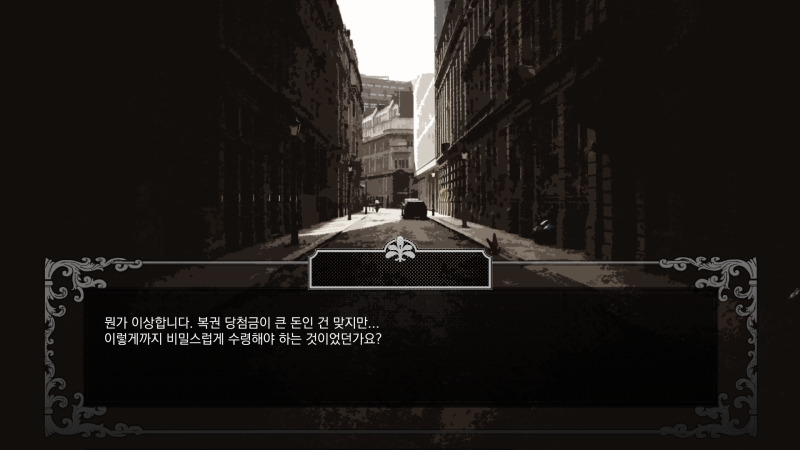 뭔가 이상합니다. 복권 당첨금이 큰 돈인 건 맞지만...
이렇게까지 비밀스럽게 수령해야 하는 것이었던가요?